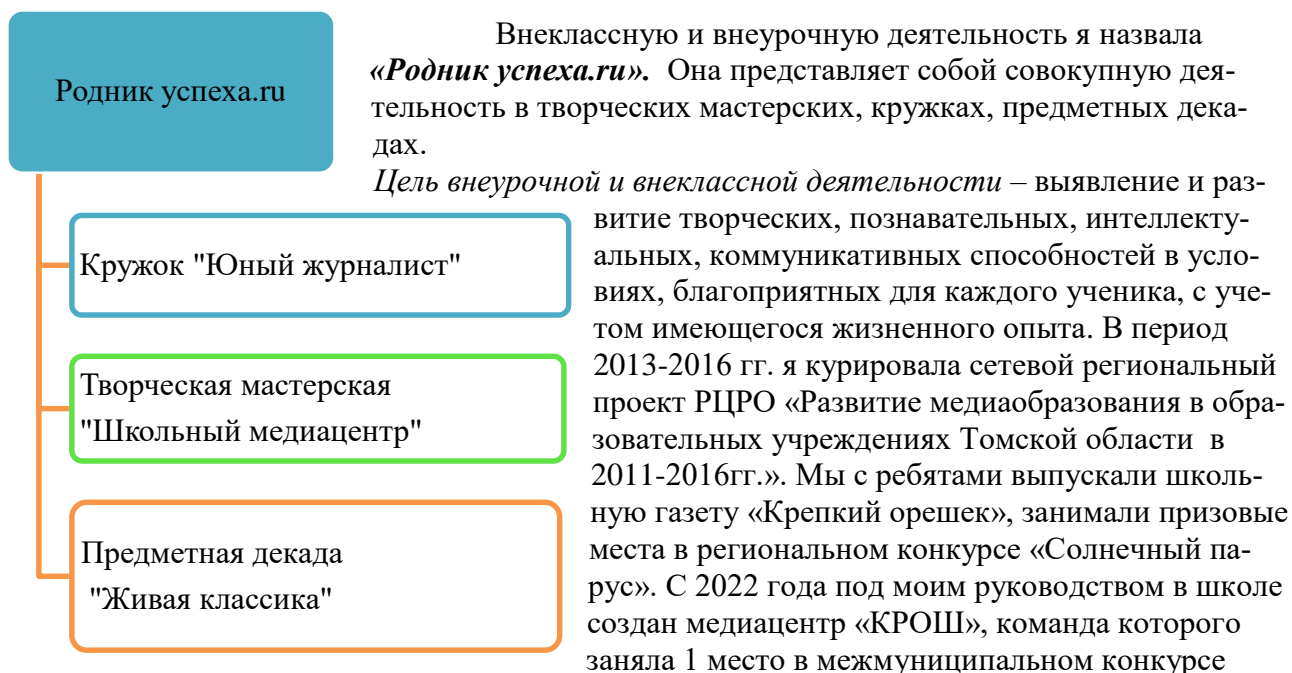 Родник успеха.ru
Кружок "Юный журналист"
Творческая мастерская
"Школьный медиацентр"
Предметная декада
"Живая классика"
Внеклассную и внеурочную деятельность я назвала
«Родник успеха.ru». Она представляет собой совокупную дея-
тельность в творческих мастерских, кружках, предметных дека-
дах.
Цель внеурочной и внеклассной деятельности – выявление и раз-
витие творческих, познавательных, интеллекту-
альных, коммуникативных способностей в усло-
виях, благоприятных для каждого ученика, с уче-
том имеющегося жизненного опыта. В период
2013-2016 гг. я курировала сетевой региональный
проект РЦРО «Развитие медиаобразования в обра-
зовательных учреждениях Томской области в
2011-2016гг.». Мы с ребятами выпускали школь-
ную газету «Крепкий орешек», занимали призовые
места в региональном конкурсе «Солнечный па-
рус». С 2022 года под моим руководством в школе
создан медиацентр «КРОШ», команда которого
заняла 1 место в межмуниципальном конкурсе